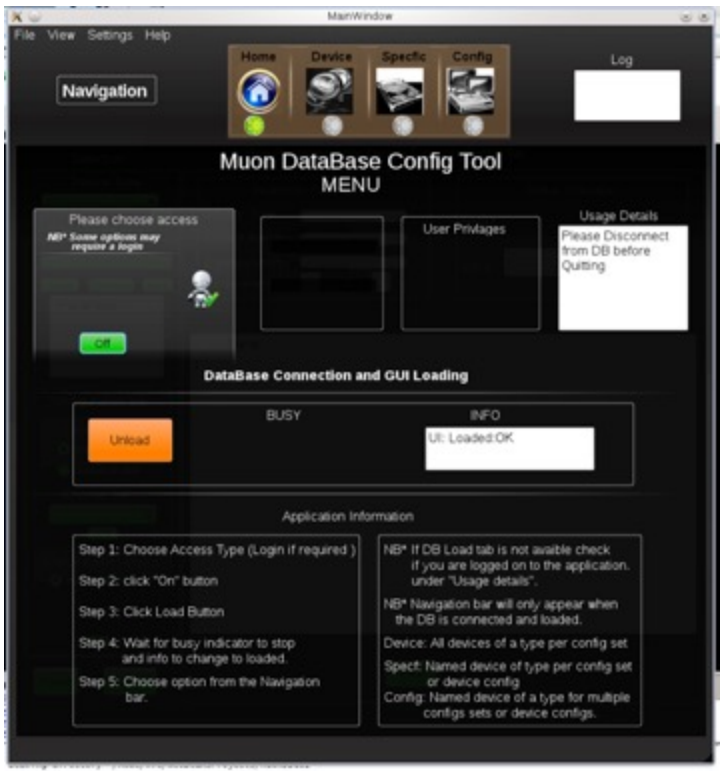 MainWindow
File View Settings Help
Home Device Specfic Config
Log
Navigation
Muon DataBase Config Tool
MENU
Please choose access
NB* Some options may
require a login
Off
User Privlages
Usage Details
Please Disconnect
from DB before
Quitting
DataBase Connection and GUI Loading
Unload
BUSY
INFO
UI: Loaded:OK
Application Information
Step 1: Choose Access Type (Login if required )
Step 2: click "On" button
Step 3: Click Load Button
Step 4: Wait for busy indicator to stop
and info to change to loaded.
Step 5: Choose option from the Navigation
bar.
NB* If DB Load tab is not avaible check
if you are logged on to the application.
under "Usage details".
NB* Navigation bar will only appear when
the DB is connected and loaded.
Device: All devices of a type per config set
Specf: Named device of type per config set
or device config
Config: Named device of a type for multiple
configs sets or device configs.